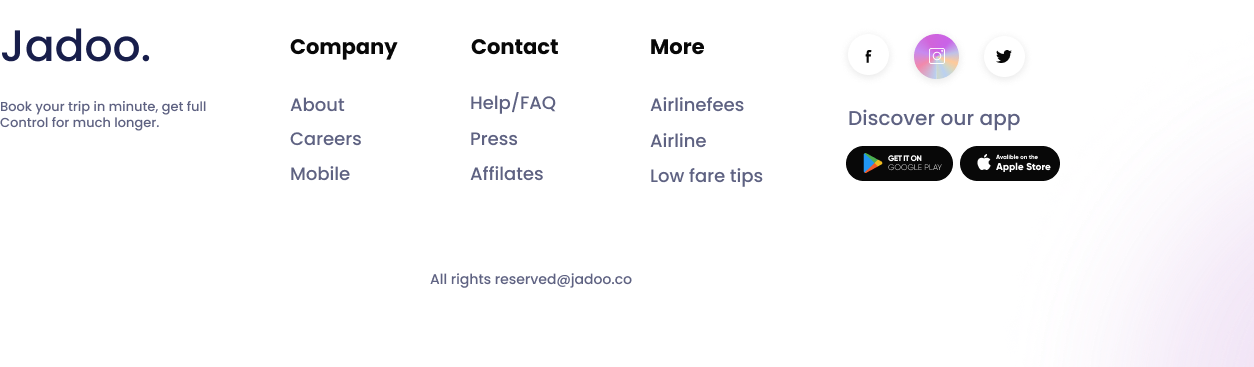 Jadoo.
Book your trip in minute, get full
Control for much longer.
Company
About
Careers
Mobile
Contact
Help/FAQ
Press
Affilates
More
Airlinefees
Airline
Low fare tips
f
Discover our app
GET IT ON
GOOGLE PLAY
Avalible on the
Apple Store
All rights reserved@jadoo.co